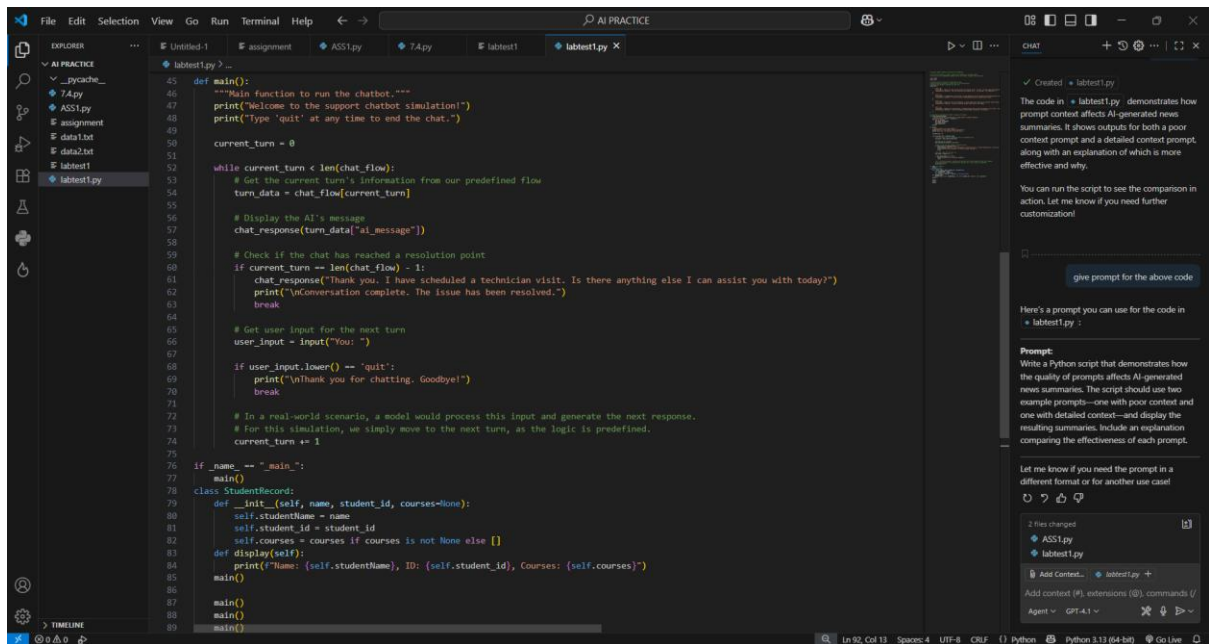 File Edit Selection View Go Run Terminal Help
AI PRACTICE
EXPLORER
AI PRACTICE
__pycache__
7.4.py
ASS1.py
assignment
data1.txt
data2.txt
labtest1
labtest1.py
TIMELINE
Untitled-1 assignment ASS1.py 7.4.py labtest1 labtest1.py
labtest1.py > ...
45 def main():
46 """Main function to run the chatbot."""
47 print("Welcome to the support chatbot simulation!")
48 print("Type 'quit' at any time to end the chat.")
49
50 current_turn = 0
51
52 while current_turn < len(chat_flow):
53 # Get the current turn's information from our predefined flow
54 turn_data = chat_flow[current_turn]
55
56 # Display the AI's message
57 chat_response(turn_data["ai_message"])
58
59 # Check if the chat has reached a resolution point
60 if current_turn == len(chat_flow) - 1:
61 chat_response("Thank you. I have scheduled a technician visit. Is there anything else I can assist you with today?")
62 print("\nConversation complete. The issue has been resolved.")
63 break
64
65 # Get user input for the next turn
66 user_input = input("You: ")
67
68 if user_input.lower() == 'quit':
69 print("\nThank you for chatting. Goodbye!")
70 break
71
72 # In a real-world scenario, a model would process this input and generate the next response.
73 # For this simulation, we simply move to the next turn, as the logic is predefined.
74 current_turn += 1
75
76 if _name_ == "_main_":
77 main()
78 class StudentRecord:
79 def __init__(self, name, student_id, courses=None):
80 self.studentName = name
81 self.student_id = student_id
82 self.courses = courses if courses is not None else []
83 def display(self):
84 print(f"Name: {self.studentName}, ID: {self.student_id}, Courses: {self.courses}")
85 main()
86
87 main()
88 main()
89 main()
CHAT
Created labtest1.py
The code in labtest1.py demonstrates how
prompt context affects AI-generated news
summaries. It shows outputs for both a poor
context prompt and a detailed context prompt,
along with an explanation of which is more
effective and why.
You can run the script to see the comparison in
action. Let me know if you need further
customization!
give prompt for the above code
Here's a prompt you can use for the code in
labtest1.py :
Prompt:
Write a Python script that demonstrates how
the quality of prompts affects AI-generated
news summaries. The script should use two
example prompts—one with poor context and
one with detailed context—and display the
resulting summaries. Include an explanation
comparing the effectiveness of each prompt.
Let me know if you need the prompt in a
different format or for another use case!
2 files changed
ASS1.py
labtest1.py
Add Context... labtest1.py +
Add context (#), extensions (@), commands (/
Agent GPT-4.1
0 0 Ln 92, Col 13 Spaces: 4 UTF-8 CRLF {} Python Python 3.13 (64-bit) Go Live